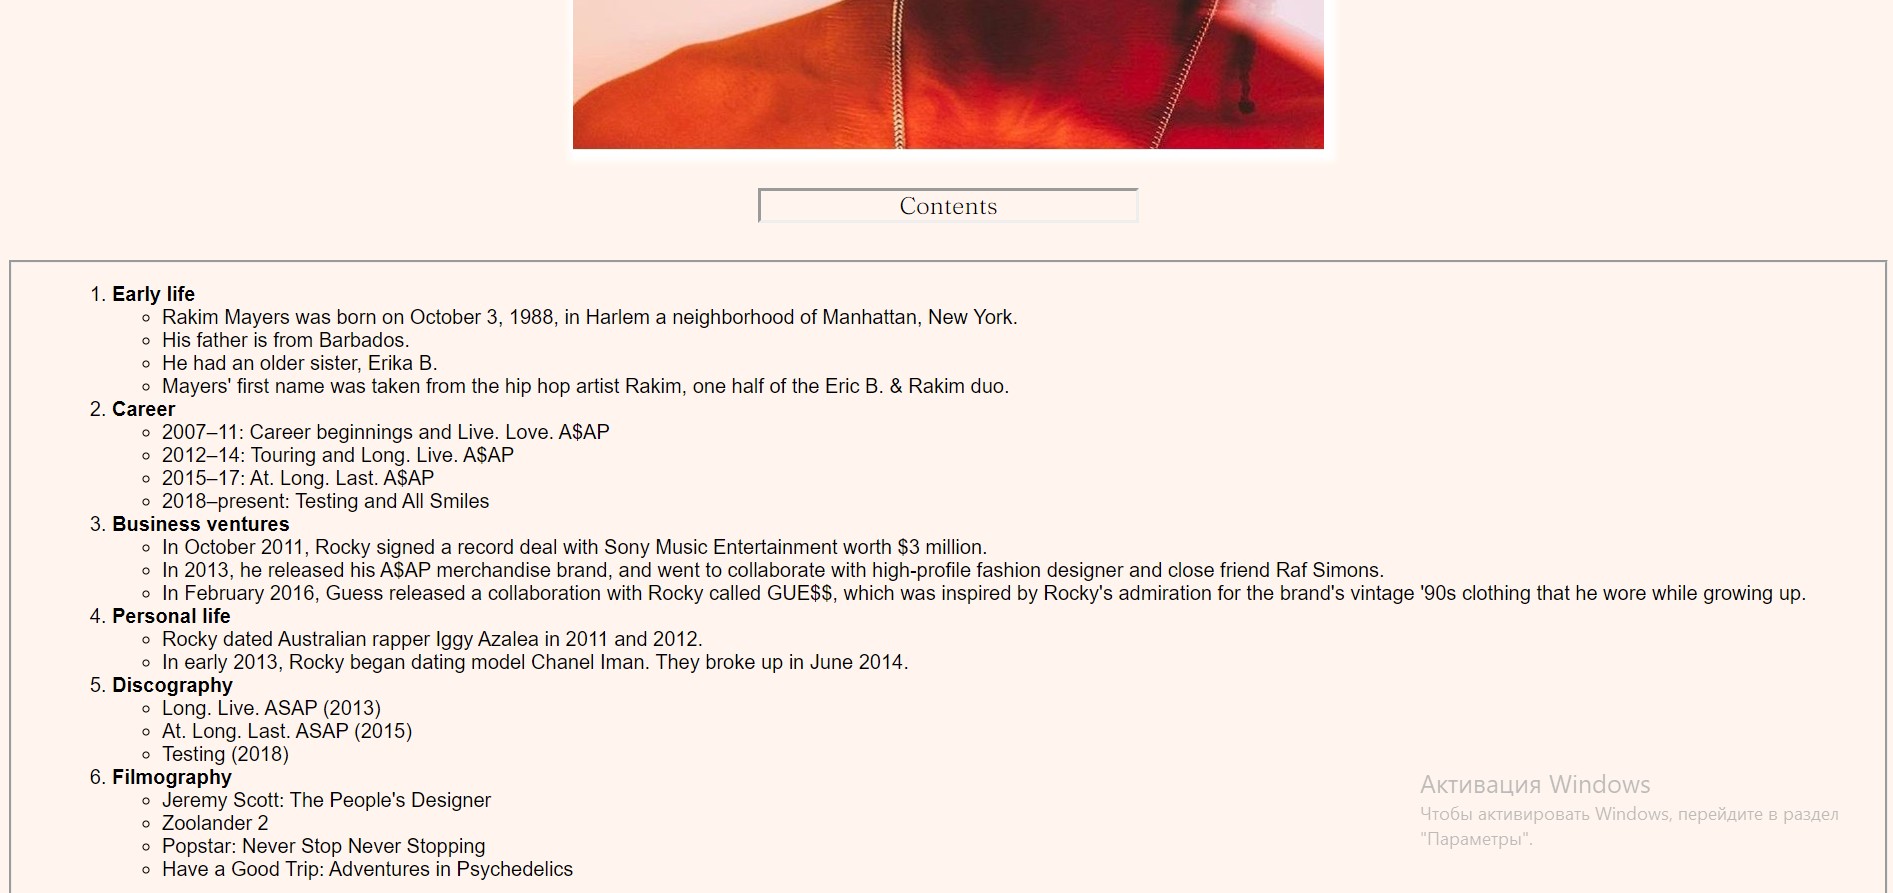 Contents
1. Early life
Rakim Mayers was born on October 3, 1988, in Harlem a neighborhood of Manhattan, New York.
His father is from Barbados.
He had an older sister, Erika B.
Mayers' first name was taken from the hip hop artist Rakim, one half of the Eric B. & Rakim duo.
2. Career
2007–11: Career beginnings and Live. Love. A$AP
2012–14: Touring and Long. Live. A$AP
2015–17: At. Long. Last. A$AP
2018–present: Testing and All Smiles
3. Business ventures
In October 2011, Rocky signed a record deal with Sony Music Entertainment worth $3 million.
In 2013, he released his A$AP merchandise brand, and went to collaborate with high-profile fashion designer and close friend Raf Simons.
In February 2016, Guess released a collaboration with Rocky called GUE$$, which was inspired by Rocky's admiration for the brand's vintage '90s clothing that he wore while growing up.
4. Personal life
Rocky dated Australian rapper Iggy Azalea in 2011 and 2012.
In early 2013, Rocky began dating model Chanel Iman. They broke up in June 2014.
5. Discography
Long. Live. ASAP (2013)
At. Long. Last. ASAP (2015)
Testing (2018)
6. Filmography
Jeremy Scott: The People's Designer
Zoolander 2
Popstar: Never Stop Never Stopping
Have a Good Trip: Adventures in Psychedelics
Активация Windows
Чтобы активировать Windows, перейдите в раздел
"Параметры".